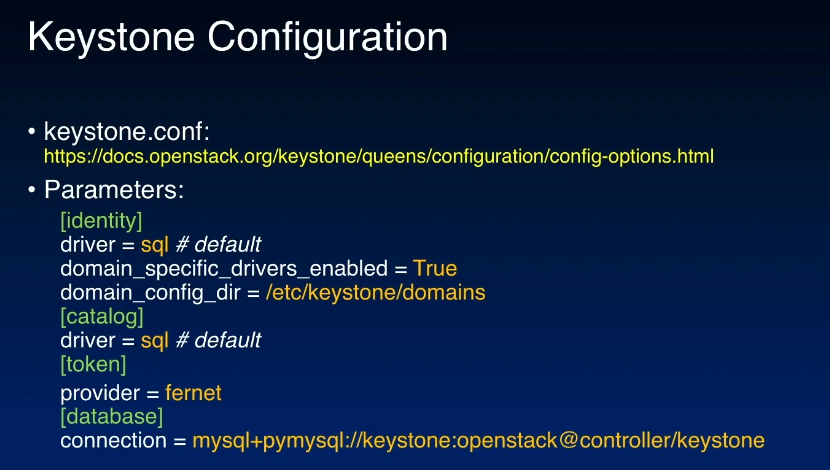 Keystone Configuration
• keystone.conf:
https://docs.openstack.org/keystone/queens/configuration/config-options.html
• Parameters:
[identity]
driver = sql # default
domain_specific_drivers_enabled = True
domain_config_dir = /etc/keystone/domains
[catalog]
driver = sql # default
[token]
provider = fernet
[database]
connection = mysql+pymysql://keystone:openstack@controller/keystone